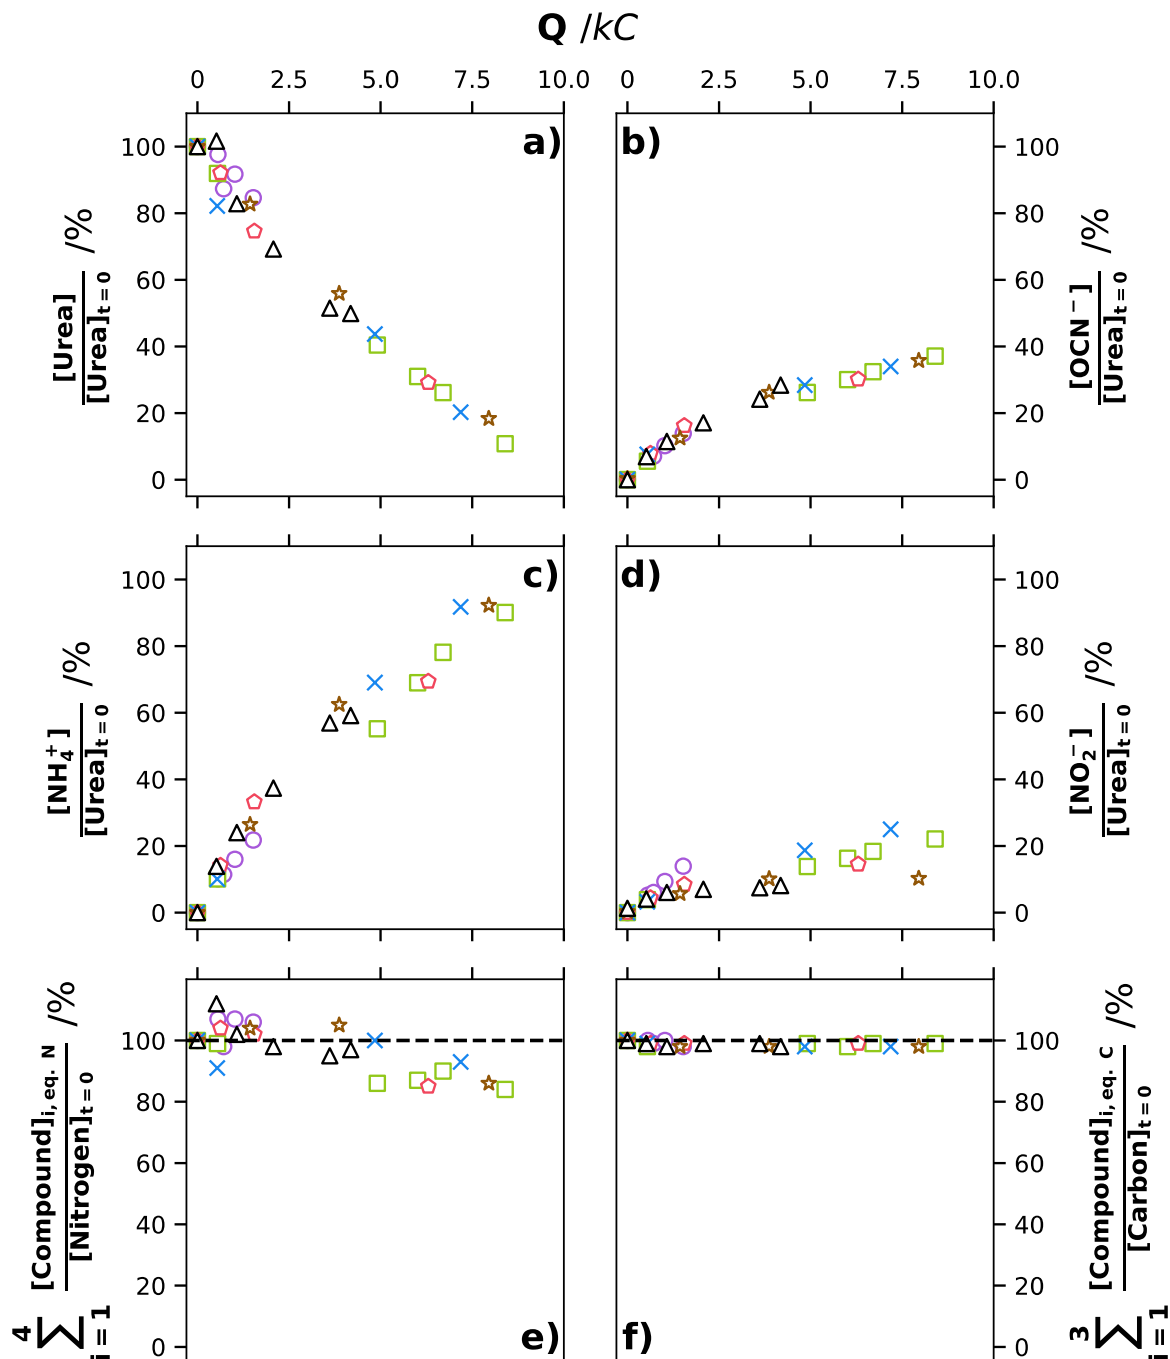 Q /kC
0 2.5 5.0 7.5 10.0 0 2.5 5.0 7.5 10.0
a) b)
100 80 60 40 20 0
[Urea] / [Urea]t = 0 /%
100 80 60 40 20 0
[OCN−] / [Urea]t = 0 /%
c) d)
100 80 60 40 20 0
[NH4+] / [Urea]t = 0 /%
100 80 60 40 20 0
[NO2−] / [Urea]t = 0 /%
100 80 60 40 20 0
4 ∑ i = 1 [Compound]i, eq. N / [Nitrogen]t = 0 /%
100 80 60 40 20 0
3 ∑ i = 1 [Compound]i, eq. C / [Carbon]t = 0 /%
e) f)